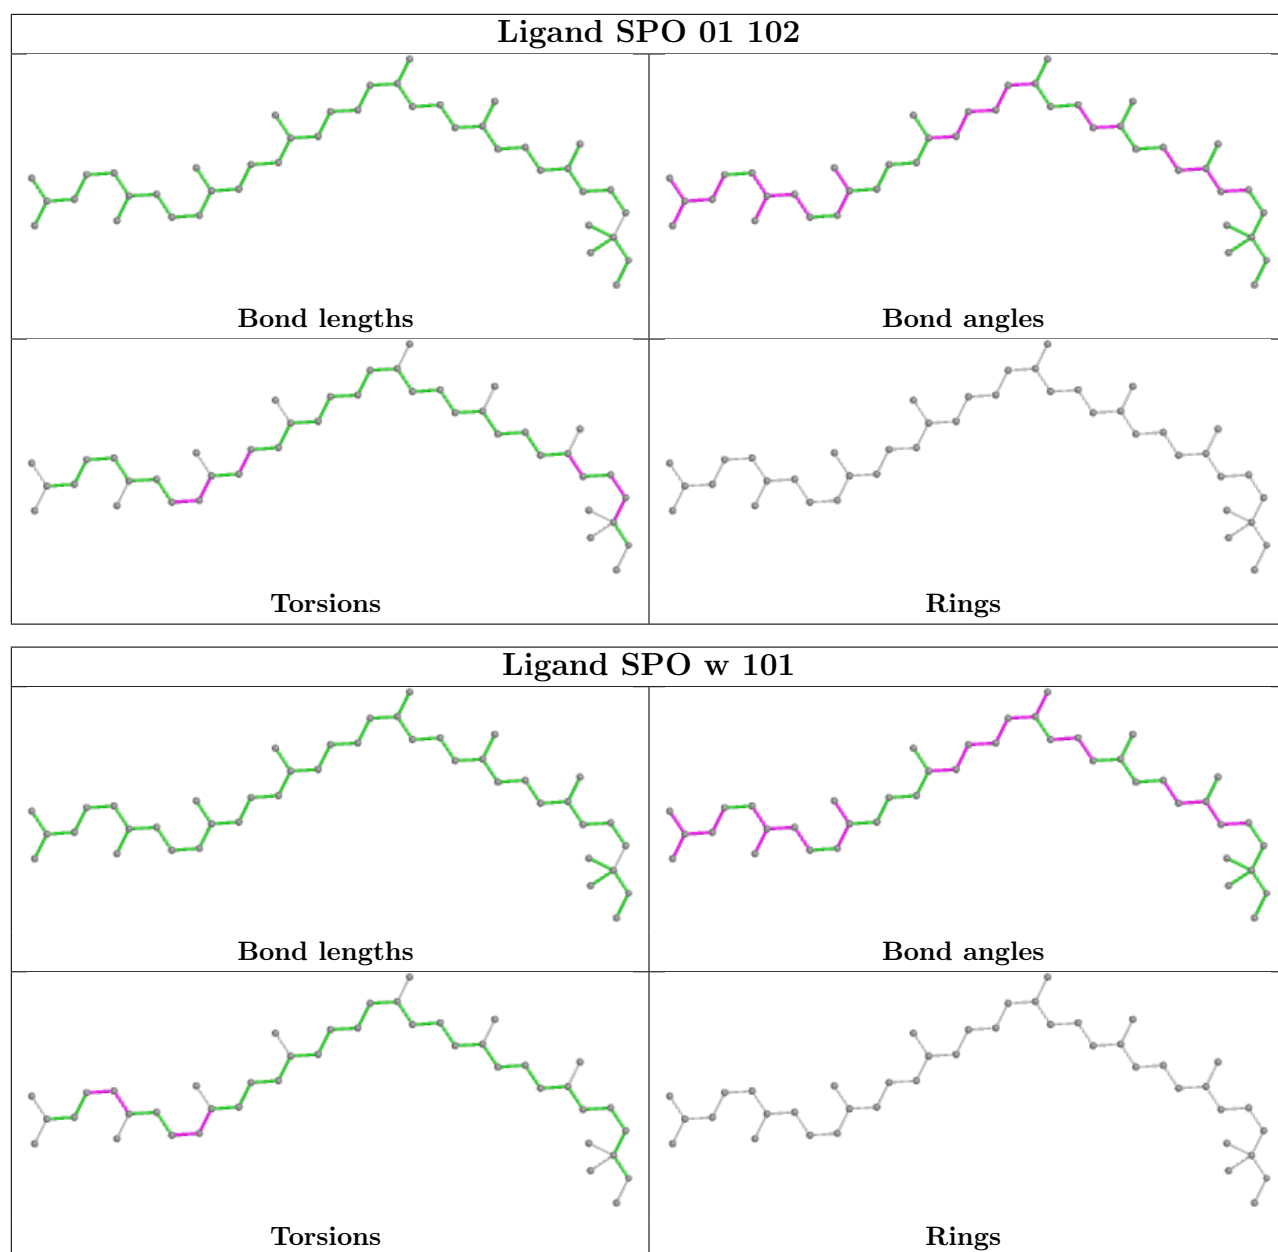 Ligand SPO 01 102
Bond lengths
Bond angles
Torsions
Rings
Ligand SPO w 101
Bond lengths
Bond angles
Torsions
Rings